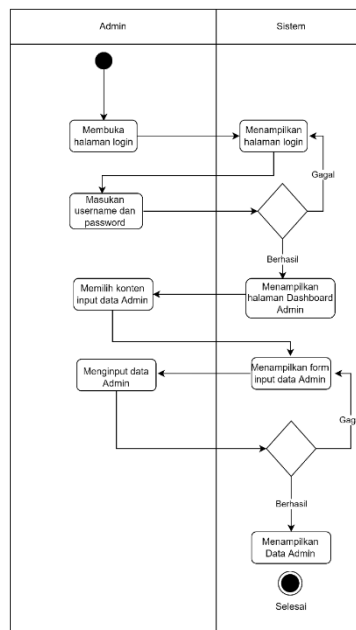 Admin
Sistem
Membuka
halaman login
Menampilkan
halaman login
Gagal
Masukan
username dan
password
Berhasil
Memilih konten
input data Admin
Menampilkan
halaman Dashboard
Admin
Menginput data
Admin
Menampilkan form
input data Admin
Gag
Berhasil
Menampilkan
Data Admin
Selesai